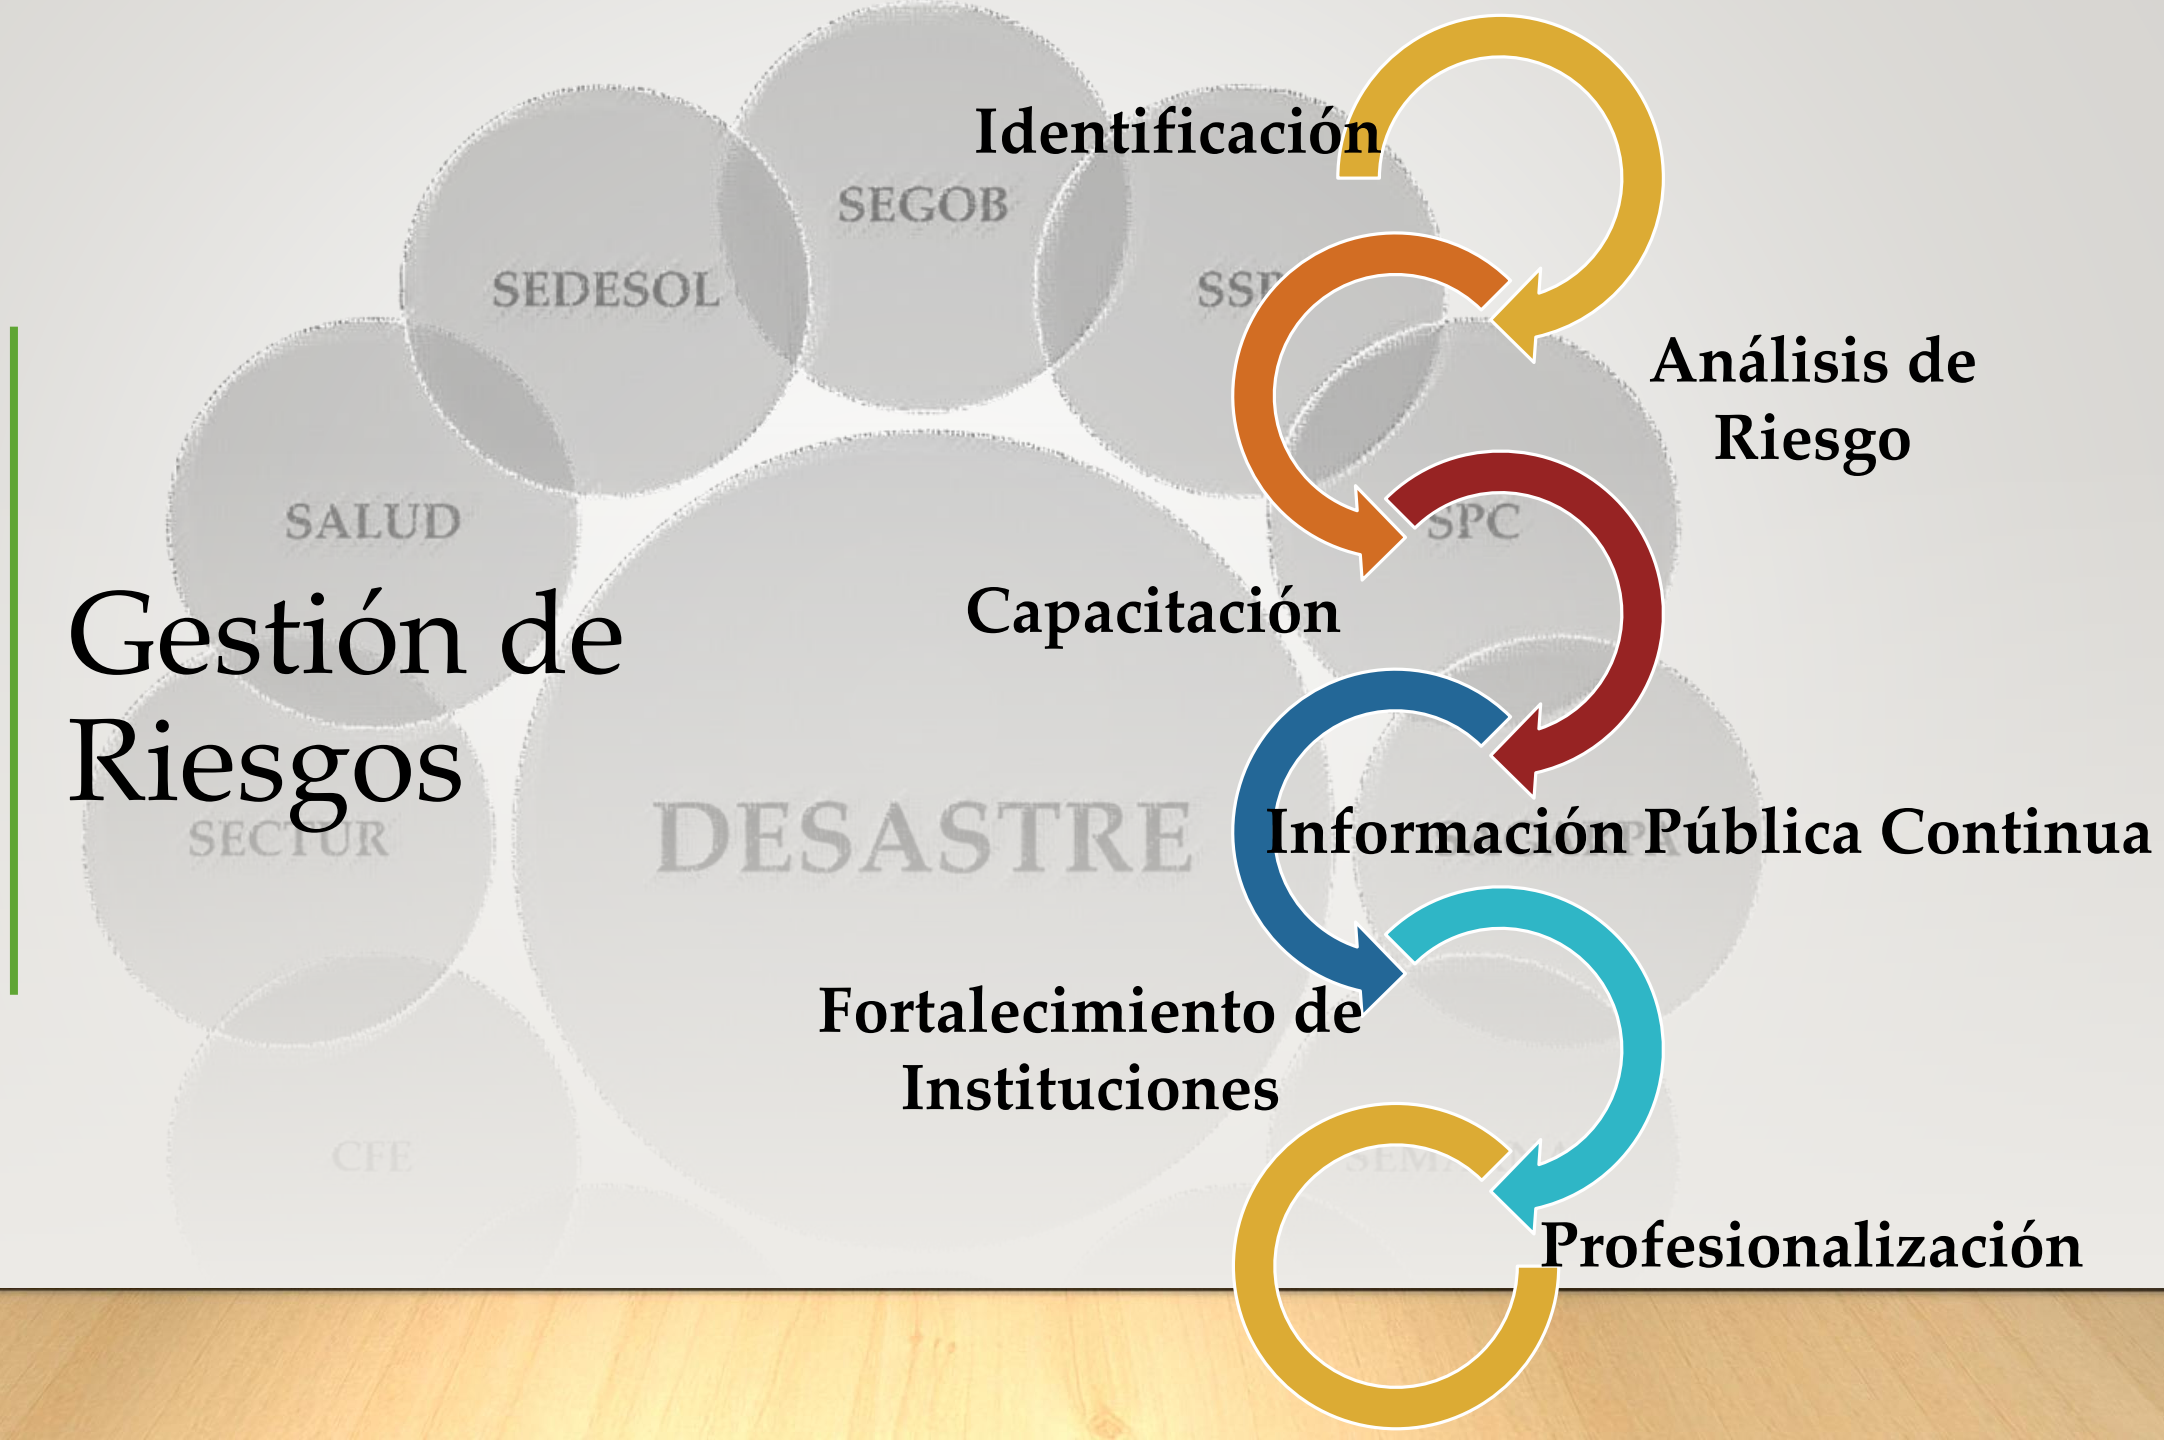 Identificación
SEGOB
SEDESOL
Análisis de
Riesgo
SALUD
SPC
Capacitación
Gestión de
Riesgos
SECTUR
DESASTRE
Información Pública Continua
Fortalecimiento de
Instituciones
CFE
Profesionalización